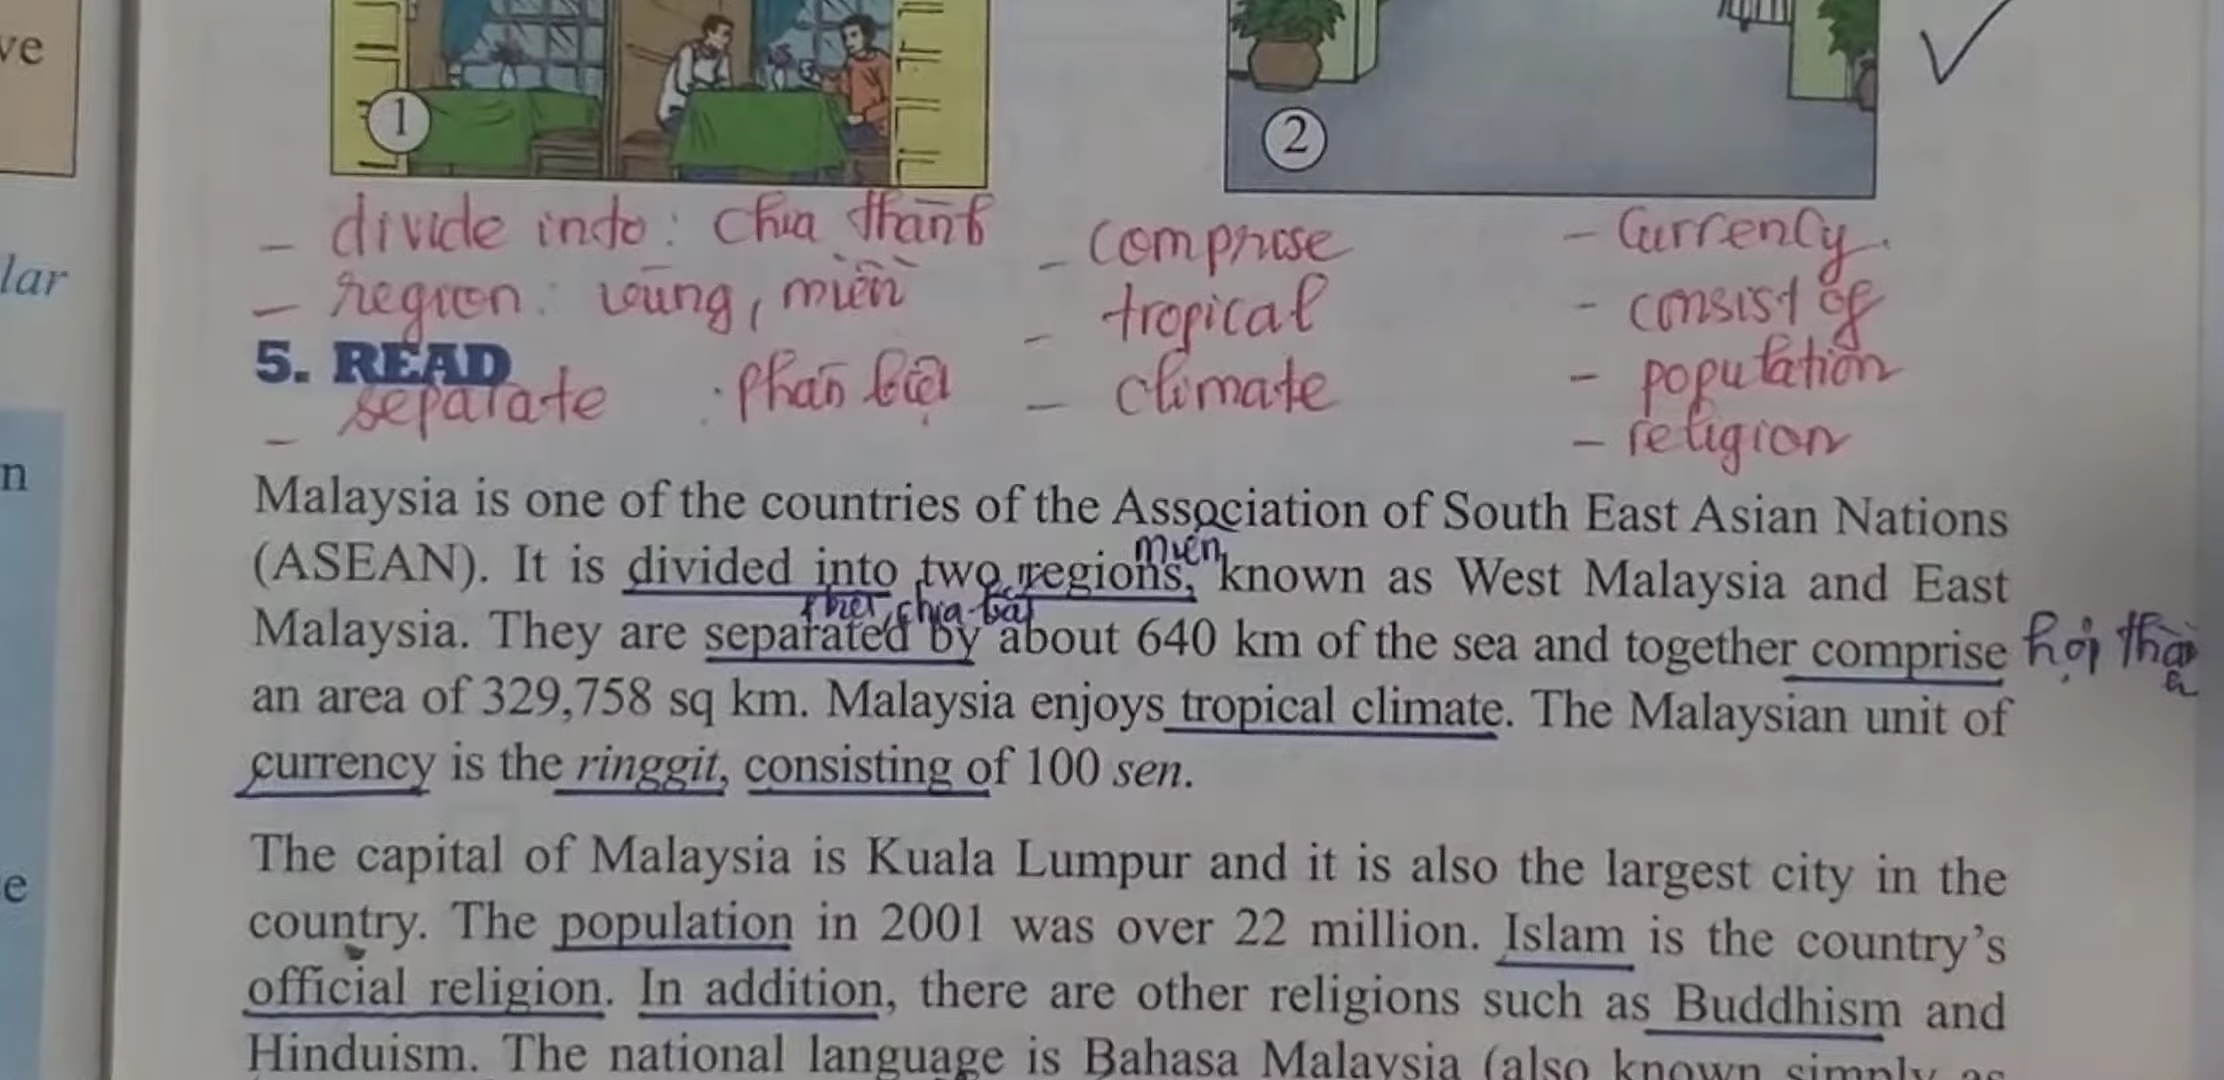 ve
1
2
lar
n
e
- divide into: chia thành
- region: vùng, miền
5. READ
- separate : phân biệt
- comprise
- tropical
- climate
- Currency.
- consist of
- population
- religion
Malaysia is one of the countries of the Association of South East Asian Nations
miền
(ASEAN). It is divided into two regions, known as West Malaysia and East
chia
Malaysia. They are separated by about 640 km of the sea and together comprise
an area of 329,758 sq km. Malaysia enjoys tropical climate. The Malaysian unit of
currency is the ringgit, consisting of 100 sen.
The capital of Malaysia is Kuala Lumpur and it is also the largest city in the
country. The population in 2001 was over 22 million. Islam is the country's
official religion. In addition, there are other religions such as Buddhism and
Hinduism. The national language is Bahasa Malaysia (also known simply as